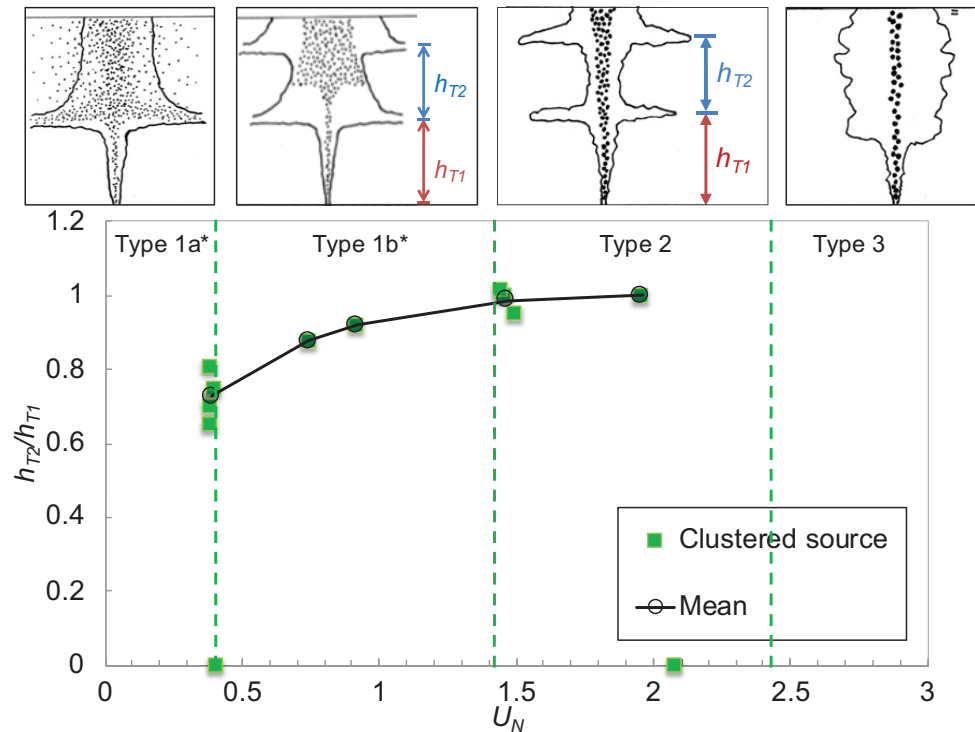 h_T2
h_T1
h_T2
h_T1
Type 1a*
Type 1b*
Type 2
Type 3
1.2
1
0.8
0.6
0.4
0.2
0
h_T2/h_T1
Clustered source
Mean
0
0.5
1
1.5
2
2.5
3
U_N